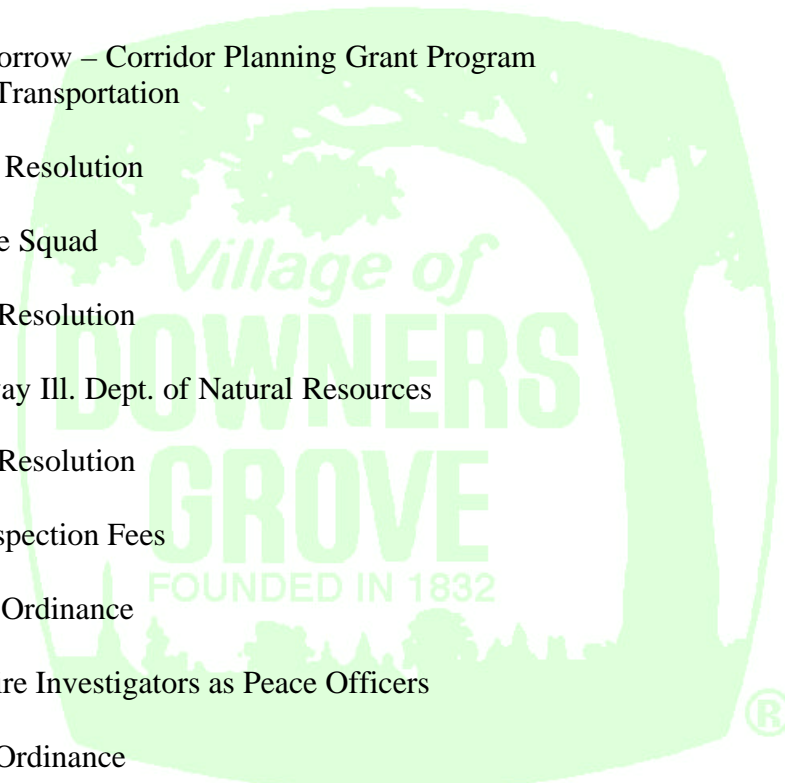 orrow – Corridor Planning Grant Program
Transportation
Resolution
e Squad
Resolution
ay Ill. Dept. of Natural Resources
Resolution
spection Fees
Ordinance
ire Investigators as Peace Officers
Ordinance
Village of
DOWNERS
GROVE
FOUNDED IN 1832
®